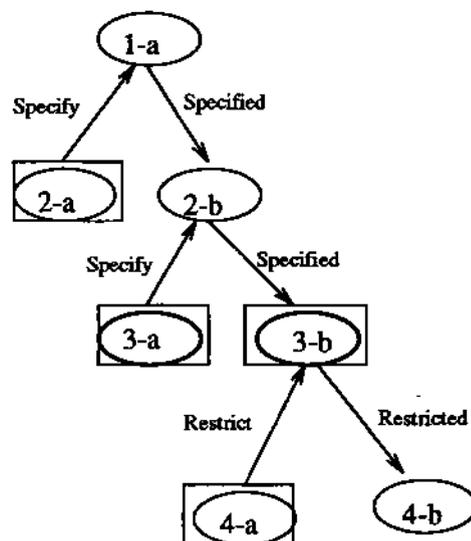 1-a
Specify
Specified
2-a
2-b
Specify
Specified
3-a
3-b
Restrict
Restricted
4-a
4-b